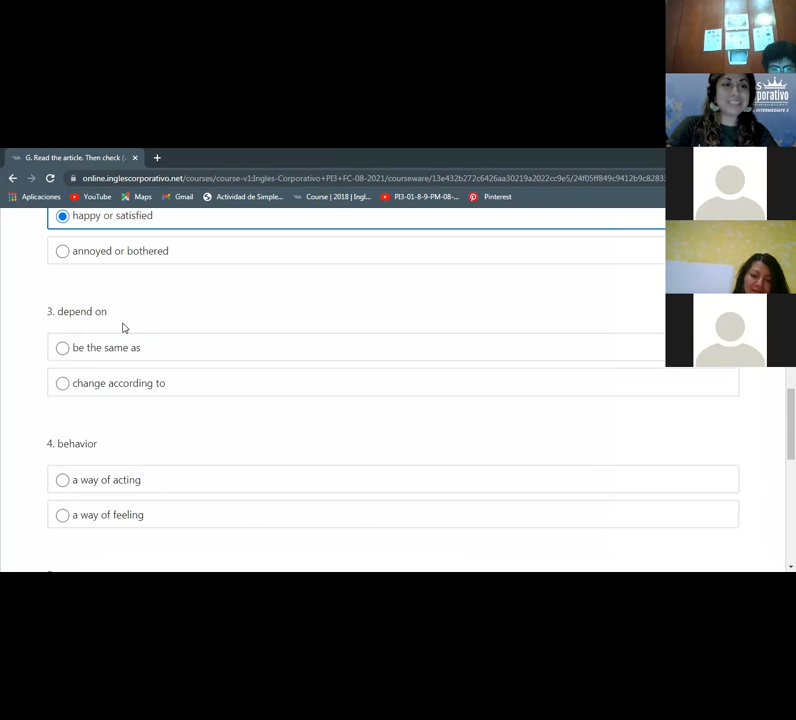 S
porativo
INTERMEDIATE 2
G. Read the article. Then check (
online.inglescorporativo.net/courses/course-v1:Ingles-Corporativo+PI3+FC-08-2021/courseware/13e432b272c6426aa30219a2022cc9e5/24f05ff849c9412b9c8283
Aplicaciones YouTube Maps Gmail Actividad de Simple... Course | 2018 | Ingl... PI3-01-8-9-PM-08-... Pinterest
happy or satisfied
annoyed or bothered
3. depend on
be the same as
change according to
4. behavior
a way of acting
a way of feeling